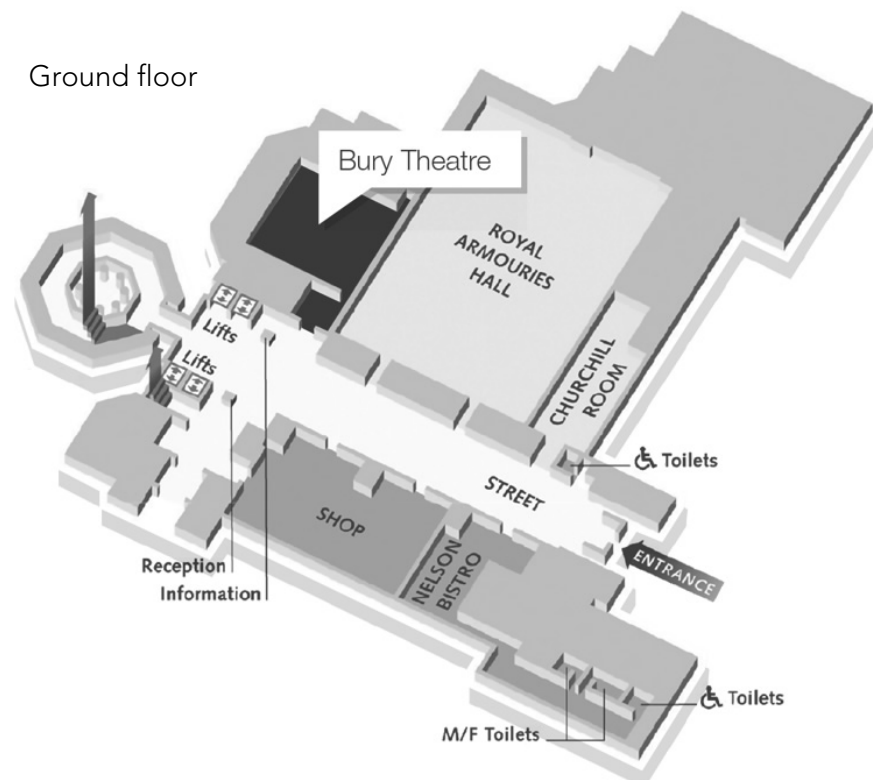 Ground floor
Bury Theatre
ROYAL
ARMOURIES
HALL
Lifts
Lifts
CHURCHILL
ROOM
Toilets
STREET
SHOP
NELSON
BISTRO
ENTRANCE
Reception
Information
Toilets
M/F Toilets